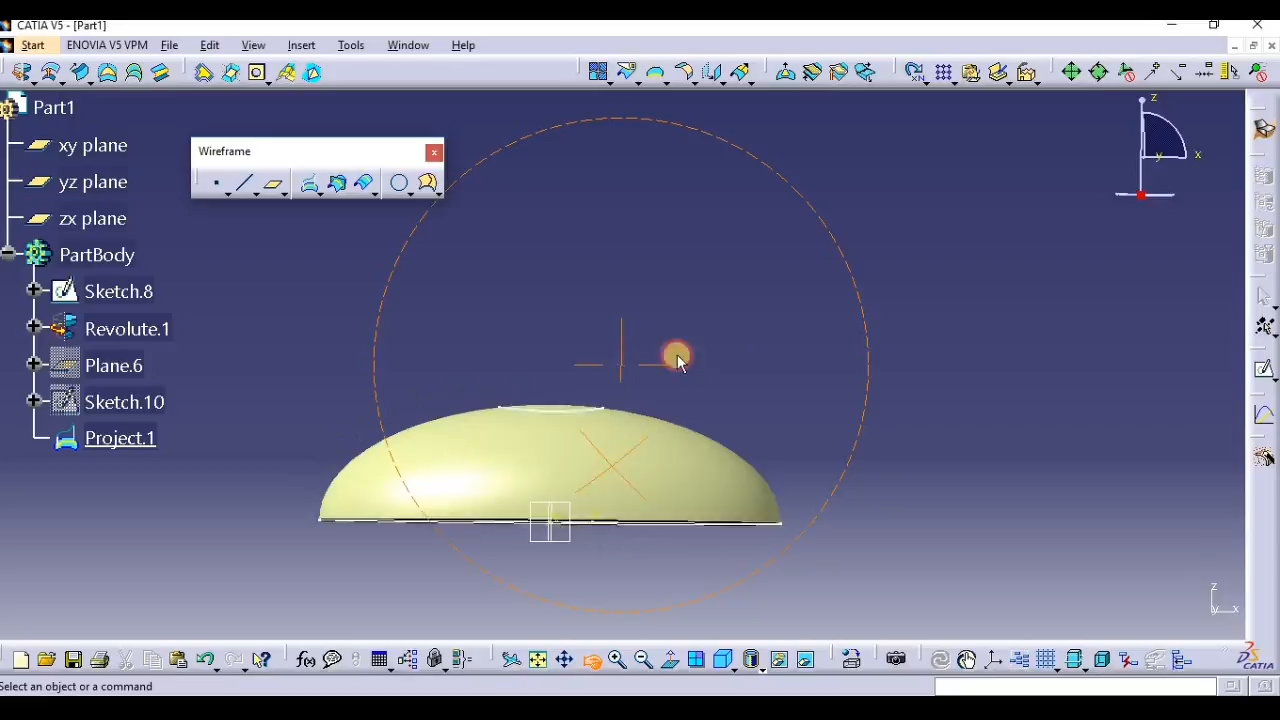 CATIA V5 - [Part1]
Start ENOVIA V5 VPM File Edit View Insert Tools Window Help
Part1
xy plane
yz plane
zx plane
PartBody
Sketch.8
Revolute.1
Plane.6
Sketch.10
Project.1
Wireframe
z
y
x
z
y x
f(x)
CATIA
Select an object or a command